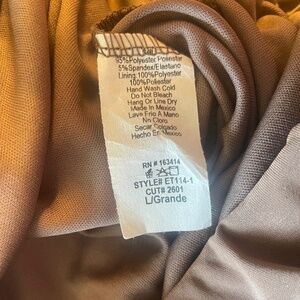 95%Polyester/Poliester
5%Spandex/Elastano
Lining:100%Polyester
100%Poliester
Hand Wash Cold
Do Not Bleach
Hang Or Line Dry
Made In Mexico
Lave Frio A Mano
No Cloro
Secar Colgado
Hecho En Mexico
RN # 163414
STYLE# ET114-1
CUT# 2601
L/Grande